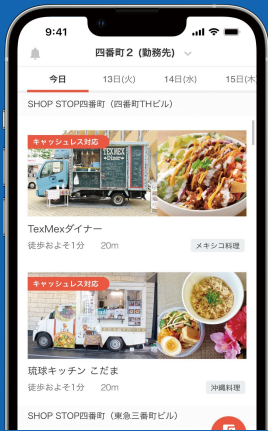 9:41
四番町2 (勤務先)
今日 13日(火) 14日(水) 15日(木
SHOP STOP四番町（四番町THビル）
キャッシュレス対応
TEXMEX
Diner
TexMexダイナー
徒歩およそ1分 20m
メキシコ料理
キャッシュレス対応
琉球キッチン こだま
徒歩およそ1分 20m
沖縄料理
SHOP STOP四番町（東急三番町ビル）